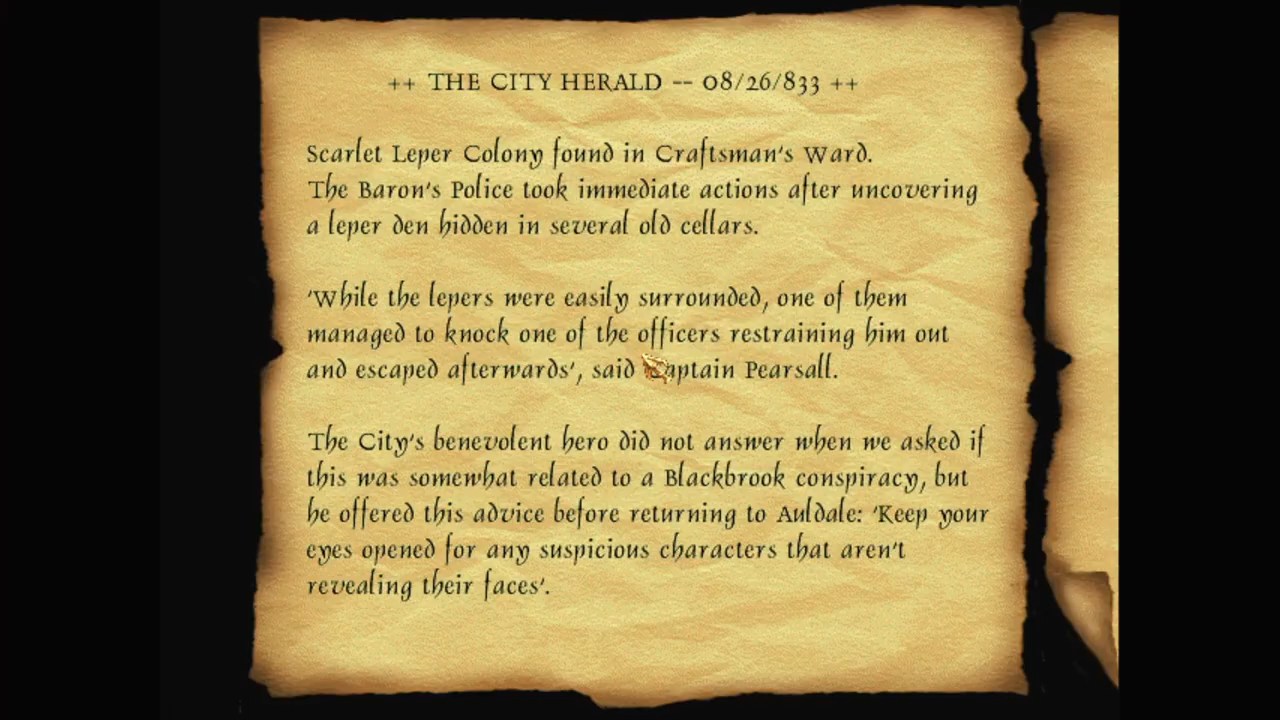 ++ THE CITY HERALD -- 08/26/833 ++
Scarlet Leper Colony found in Craftsman's Ward.
The Baron's Police took immediate actions after uncovering
a leper den hidden in several old cellars.
'While the lepers were easily surrounded, one of them
managed to knock one of the officers restraining him out
and escaped afterwards', said Captain Pearsall.
The City's benevolent hero did not answer when we asked if
this was somewhat related to a Blackbrook conspiracy, but
he offered this advice before returning to Auldale: 'Keep your
eyes opened for any suspicious characters that aren't
revealing their faces'.